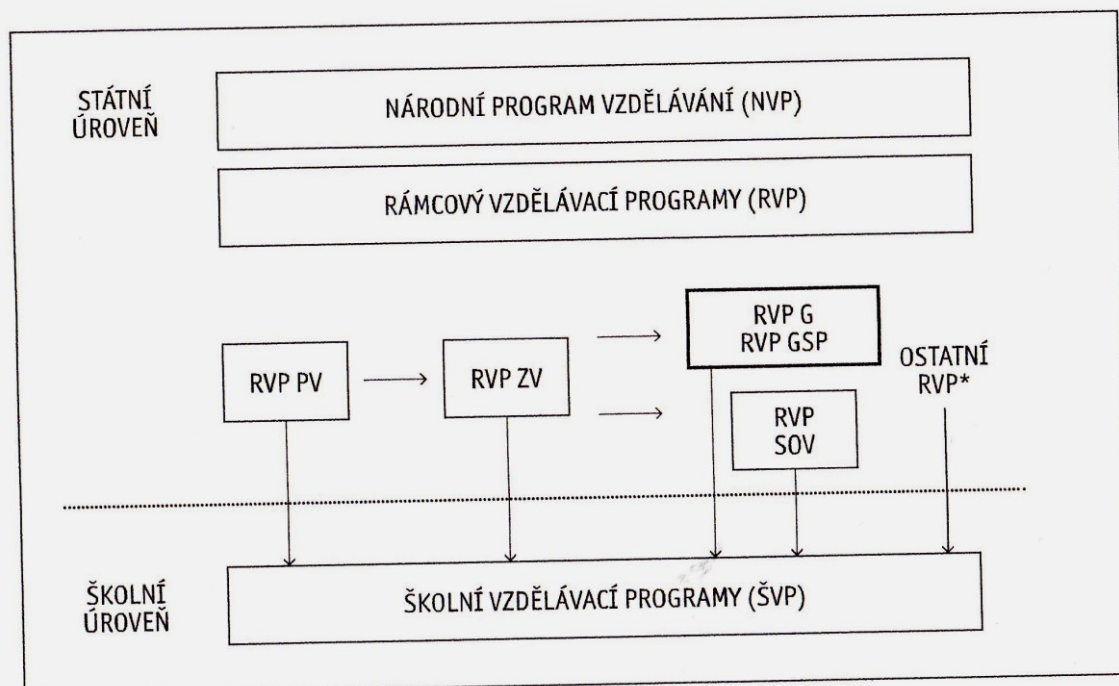 STÁTNÍ
ÚROVEŇ
NÁRODNÍ PROGRAM VZDĚLÁVÁNÍ (NVP)
RÁMCOVÝ VZDĚLÁVACÍ PROGRAMY (RVP)
RVP PV
RVP ZV
RVP G
RVP GSP
RVP
SOV
OSTATNÍ
RVP*
ŠKOLNÍ
ÚROVEŇ
ŠKOLNÍ VZDĚLÁVACÍ PROGRAMY (ŠVP)